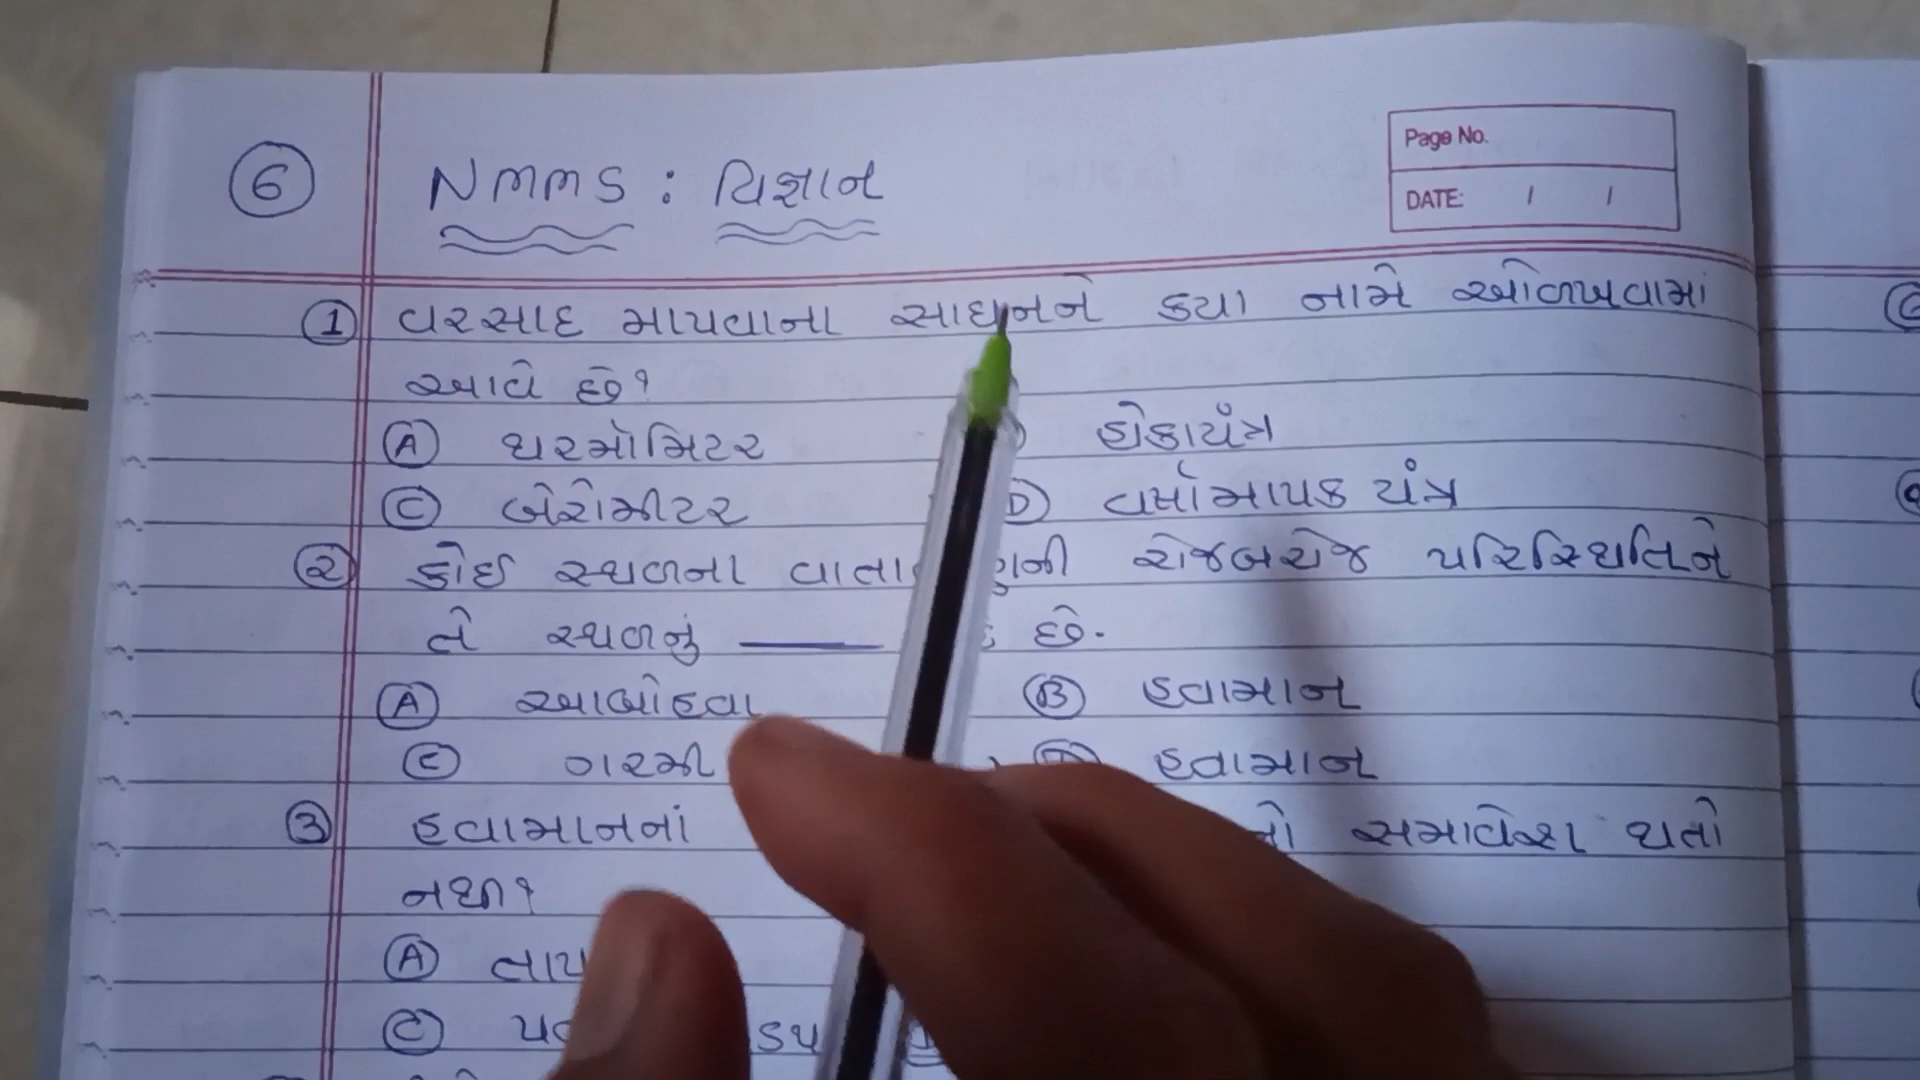 6 NMMS : વિજ્ઞાન
Page No.
DATE: / /
1 વરસાદ માપવાના સાધનને કયા નામે ઓળખવામાં
આવે છે?
A થરમૉમિટર હોકાયંત્ર
C બેરોમીટર D વર્ષામાપક યંત્ર
૨ કોઈ સ્થળના રોજબરોજ પરિસ્થિતિને
તે સ્થળનું છે.
A આબોહવા B હવામાન
C ગરમી હવામાન
3 હવામાનનાં સમાવેશ થતો
નથી?
A
C